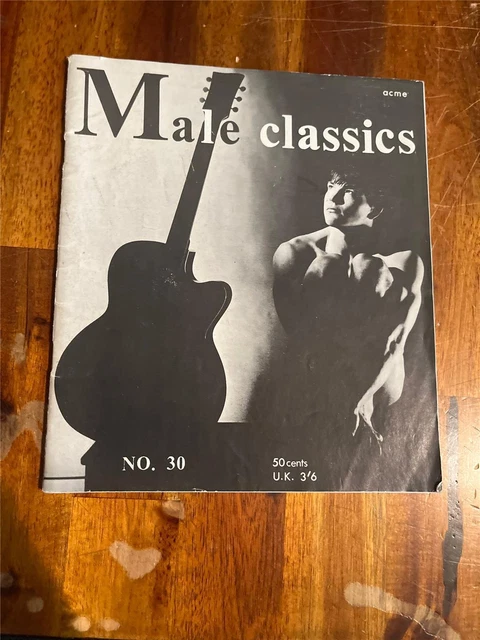 acme
Male classics
NO. 30
50 cents
U.K. 3'6